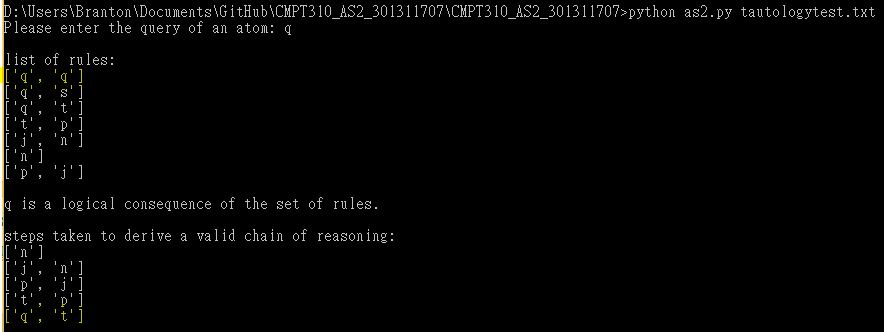 D:\Users\Branton\Documents\GitHub\CMPT310_AS2_301311707\CMPT310_AS2_301311707>python as2.py tautologytest.txt
Please enter the query of an atom: q
list of rules:
['q', 'q']
['q', 's']
['q', 't']
['t', 'p']
['j', 'n']
['n']
['p', 'j']
q is a logical consequence of the set of rules.
steps taken to derive a valid chain of reasoning:
['n']
['j', 'n']
['p', 'j']
['t', 'p']
['q', 't']